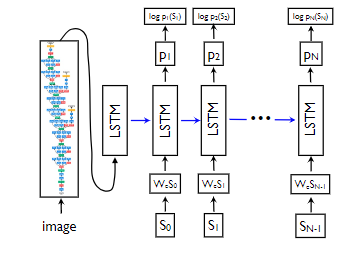 log p₁(S₁) log p₂(S₂) log pN(SN)
p₁ p₂ pN
LSTM LSTM LSTM LSTM
WₑS₀ WₑS₁ WₑSN-1
image S₀ S₁ SN-1